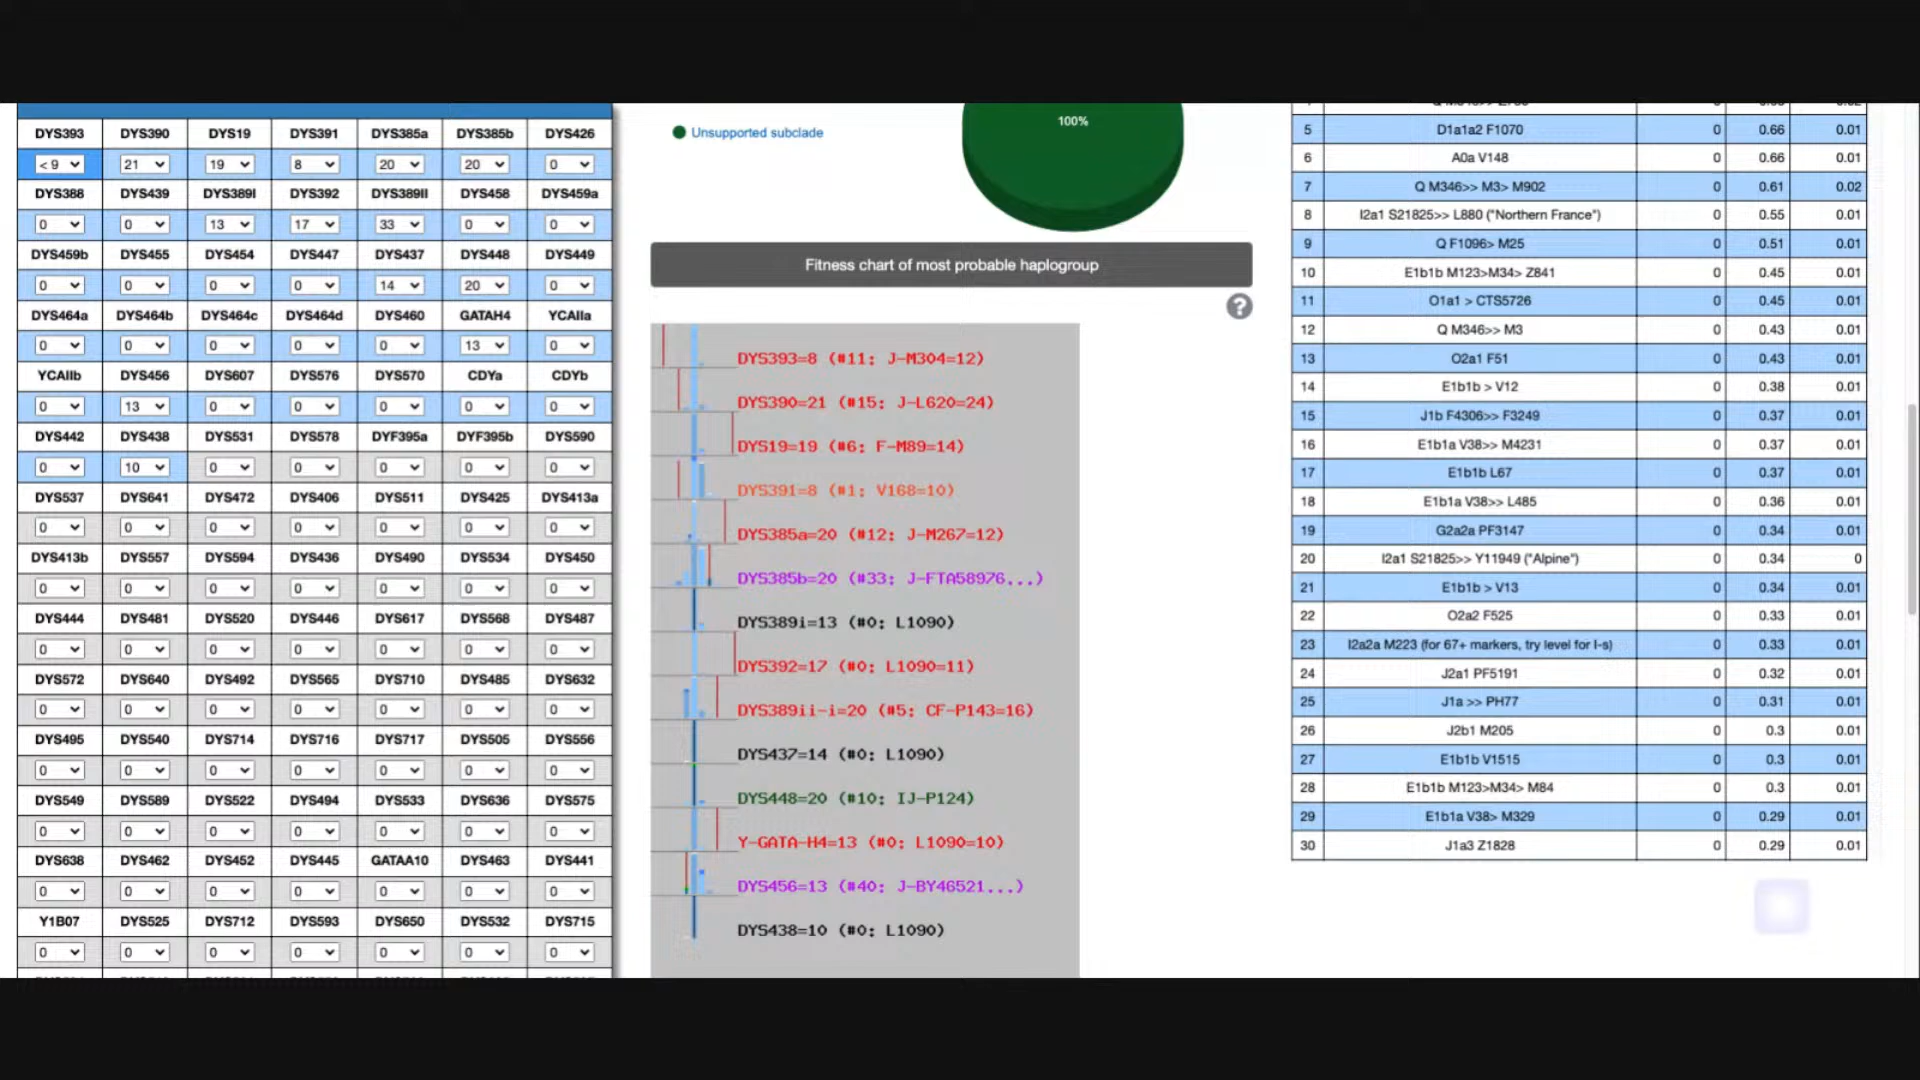 DYS393 DYS390 DYS19 DYS391 DYS385a DYS385b DYS426
< 9 21 19 8 20 20 0
DYS388 DYS439 DYS389I DYS392 DYS389II DYS458 DYS459a
0 0 13 17 33 0 0
DYS459b DYS455 DYS454 DYS447 DYS437 DYS448 DYS449
0 0 0 0 14 20 0
DYS464a DYS464b DYS464c DYS464d DYS460 GATAH4 YCAIIa
0 0 0 0 0 13 0
YCAIIb DYS456 DYS607 DYS576 DYS570 CDYa CDYb
0 13 0 0 0 0 0
DYS442 DYS438 DYS531 DYS578 DYF395a DYF395b DYS590
0 10 0 0 0 0 0
DYS537 DYS641 DYS472 DYS406 DYS511 DYS425 DYS413a
0 0 0 0 0 0 0
DYS413b DYS557 DYS594 DYS436 DYS490 DYS534 DYS450
0 0 0 0 0 0 0
DYS444 DYS481 DYS520 DYS446 DYS617 DYS568 DYS487
0 0 0 0 0 0 0
DYS572 DYS640 DYS492 DYS565 DYS710 DYS485 DYS632
0 0 0 0 0 0 0
DYS495 DYS540 DYS714 DYS716 DYS717 DYS505 DYS556
0 0 0 0 0 0 0
DYS549 DYS589 DYS522 DYS494 DYS533 DYS636 DYS575
0 0 0 0 0 0 0
DYS638 DYS462 DYS452 DYS445 GATAA10 DYS463 DYS441
0 0 0 0 0 0 0
Y1B07 DYS525 DYS712 DYS593 DYS650 DYS532 DYS715
0 0 0 0 0 0 0
Unsupported subclade
100%
Fitness chart of most probable haplogroup
?
DYS393=8 (#11: J-M304=12)
DYS390=21 (#15: J-L620=24)
DYS19=19 (#6: F-M89=14)
DYS391=8 (#1: V168=10)
DYS385a=20 (#12: J-M267=12)
DYS385b=20 (#33: J-FTA58976...)
DYS389i=13 (#0: L1090)
DYS392=17 (#0: L1090=11)
DYS389ii-i=20 (#5: CF-P143=16)
DYS437=14 (#0: L1090)
DYS448=20 (#10: IJ-P124)
Y-GATA-H4=13 (#0: L1090=10)
DYS456=13 (#40: J-BY46521...)
DYS438=10 (#0: L1090)
5 D1a1a2 F1070 0 0.66 0.01
6 A0a V148 0 0.66 0.01
7 Q M346>> M3> M902 0 0.61 0.02
8 I2a1 S21825>> L880 ("Northern France") 0 0.55 0.01
9 Q F1096> M25 0 0.51 0.01
10 E1b1b M123>M34> Z841 0 0.45 0.01
11 O1a1 > CTS5726 0 0.45 0.01
12 Q M346>> M3 0 0.43 0.01
13 O2a1 F51 0 0.43 0.01
14 E1b1b > V12 0 0.38 0.01
15 J1b F4306>> F3249 0 0.37 0.01
16 E1b1a V38>> M4231 0 0.37 0.01
17 E1b1b L67 0 0.37 0.01
18 E1b1a V38>> L485 0 0.36 0.01
19 G2a2a PF3147 0 0.34 0.01
20 I2a1 S21825>> Y11949 ("Alpine") 0 0.34 0
21 E1b1b > V13 0 0.34 0.01
22 O2a2 F525 0 0.33 0.01
23 I2a2a M223 (for 67+ markers, try level for I-s) 0 0.33 0.01
24 J2a1 PF5191 0 0.32 0.01
25 J1a >> PH77 0 0.31 0.01
26 J2b1 M205 0 0.3 0.01
27 E1b1b V1515 0 0.3 0.01
28 E1b1b M123>M34> M84 0 0.3 0.01
29 E1b1a V38> M329 0 0.29 0.01
30 J1a3 Z1828 0 0.29 0.01